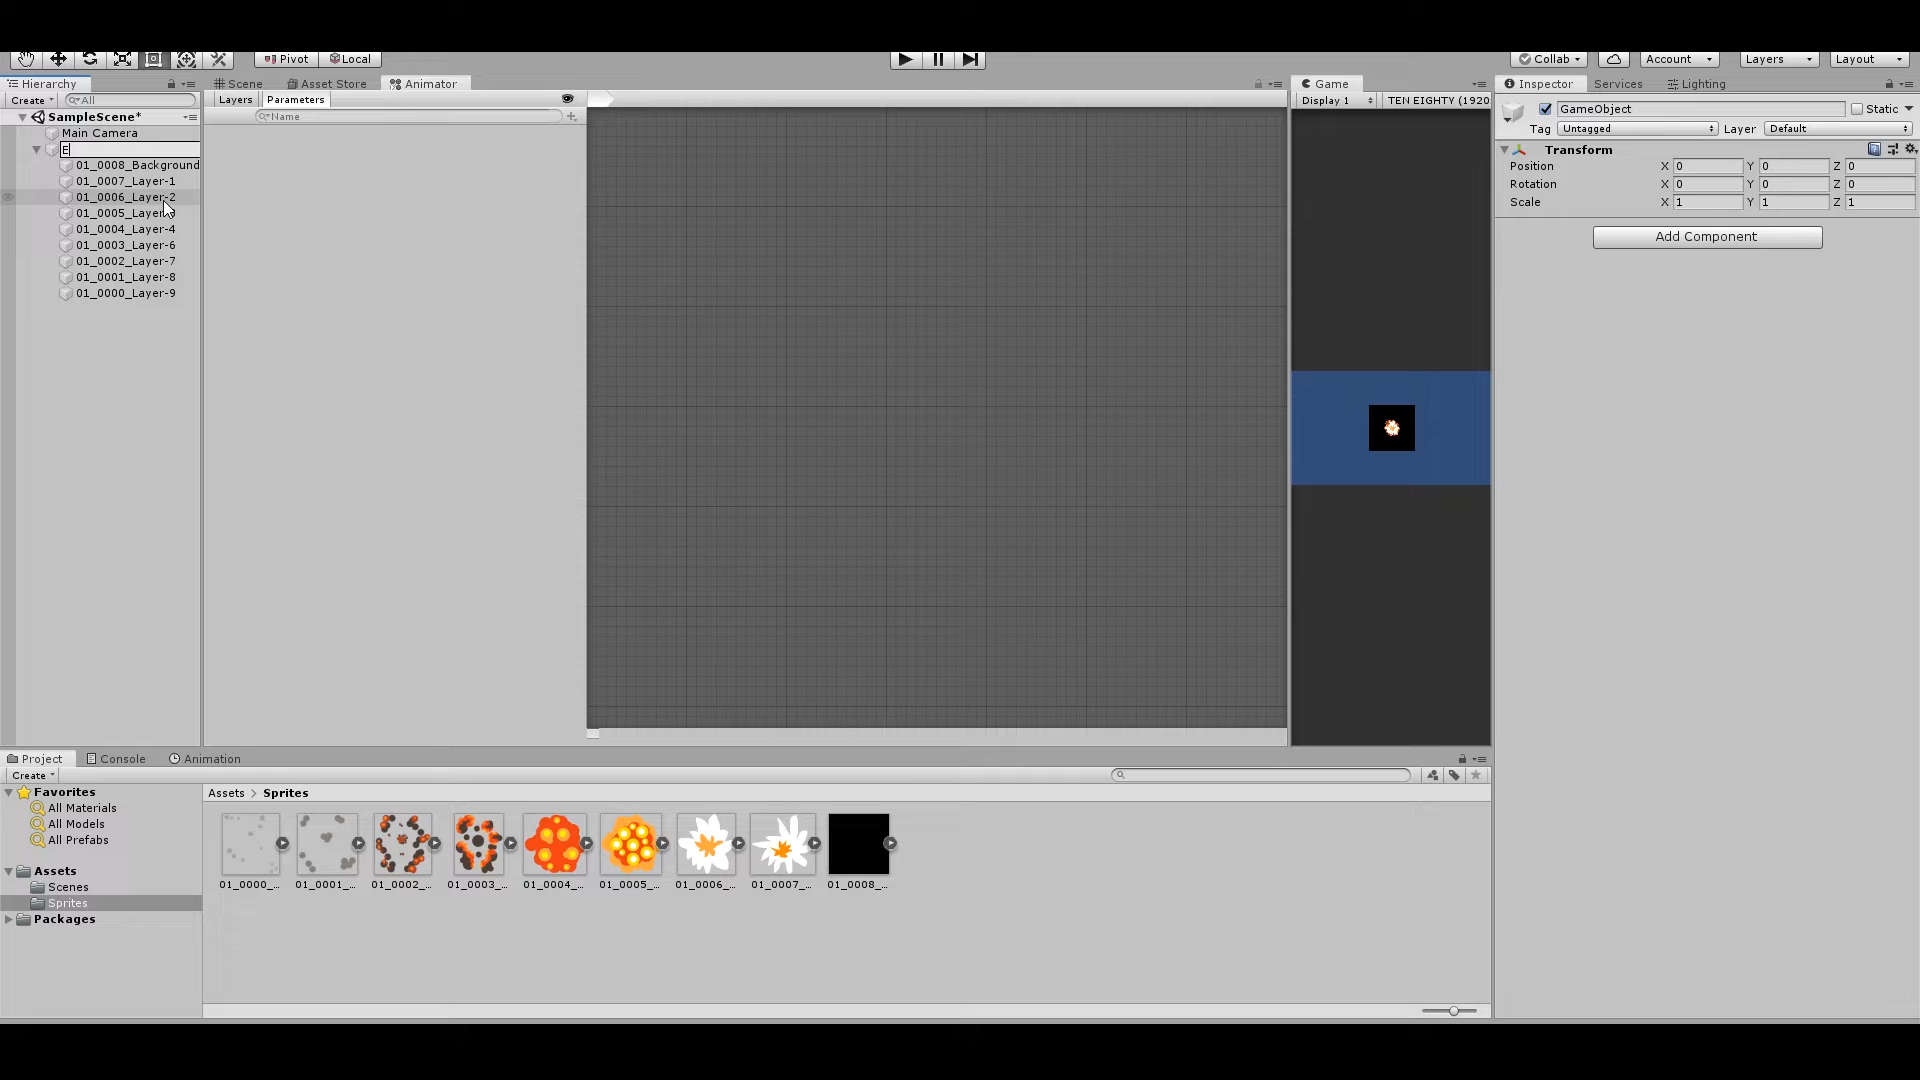 Pivot Local Collab Account Layers Layout
Hierarchy Scene Asset Store Animator Game Inspector Services Lighting
Create All Layers Parameters Display 1 TEN EIGHTY (1920 GameObject Static
SampleScene* Name
Tag Untagged Layer Default
Main Camera
E Transform
01_0008_Background Position X 0 Y 0 Z 0
01_0007_Layer-1 Rotation X 0 Y 0 Z 0
01_0006_Layer-2 Scale X 1 Y 1 Z 1
01_0005_Layer-
01_0004_Layer-4 Add Component
01_0003_Layer-6
01_0002_Layer-7
01_0001_Layer-8
01_0000_Layer-9
Project Console Animation
Create
Favorites Assets > Sprites
All Materials
All Models
All Prefabs
Assets
Scenes 01_0000_... 01_0001_... 01_0002_... 01_0003_... 01_0004_... 01_0005_... 01_0006_... 01_0007_... 01_0008_...
Sprites
Packages